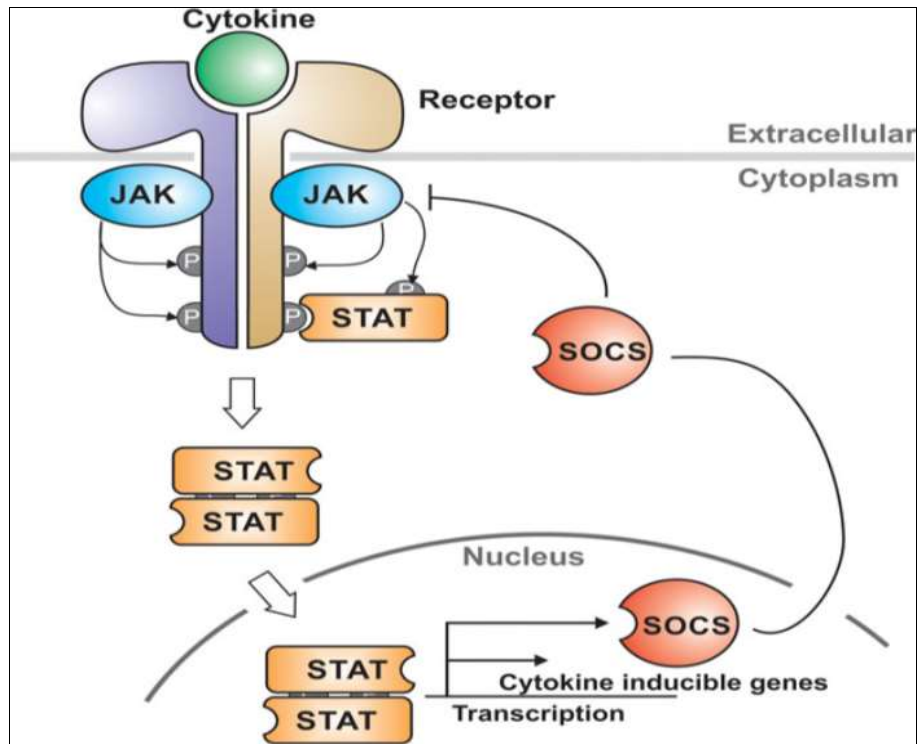 Cytokine
Receptor
Extracellular
Cytoplasm
JAK
JAK
P
P
P
P
P
STAT
SOCS
STAT
STAT
Nucleus
SOCS
STAT
STAT
Cytokine inducible genes
Transcription